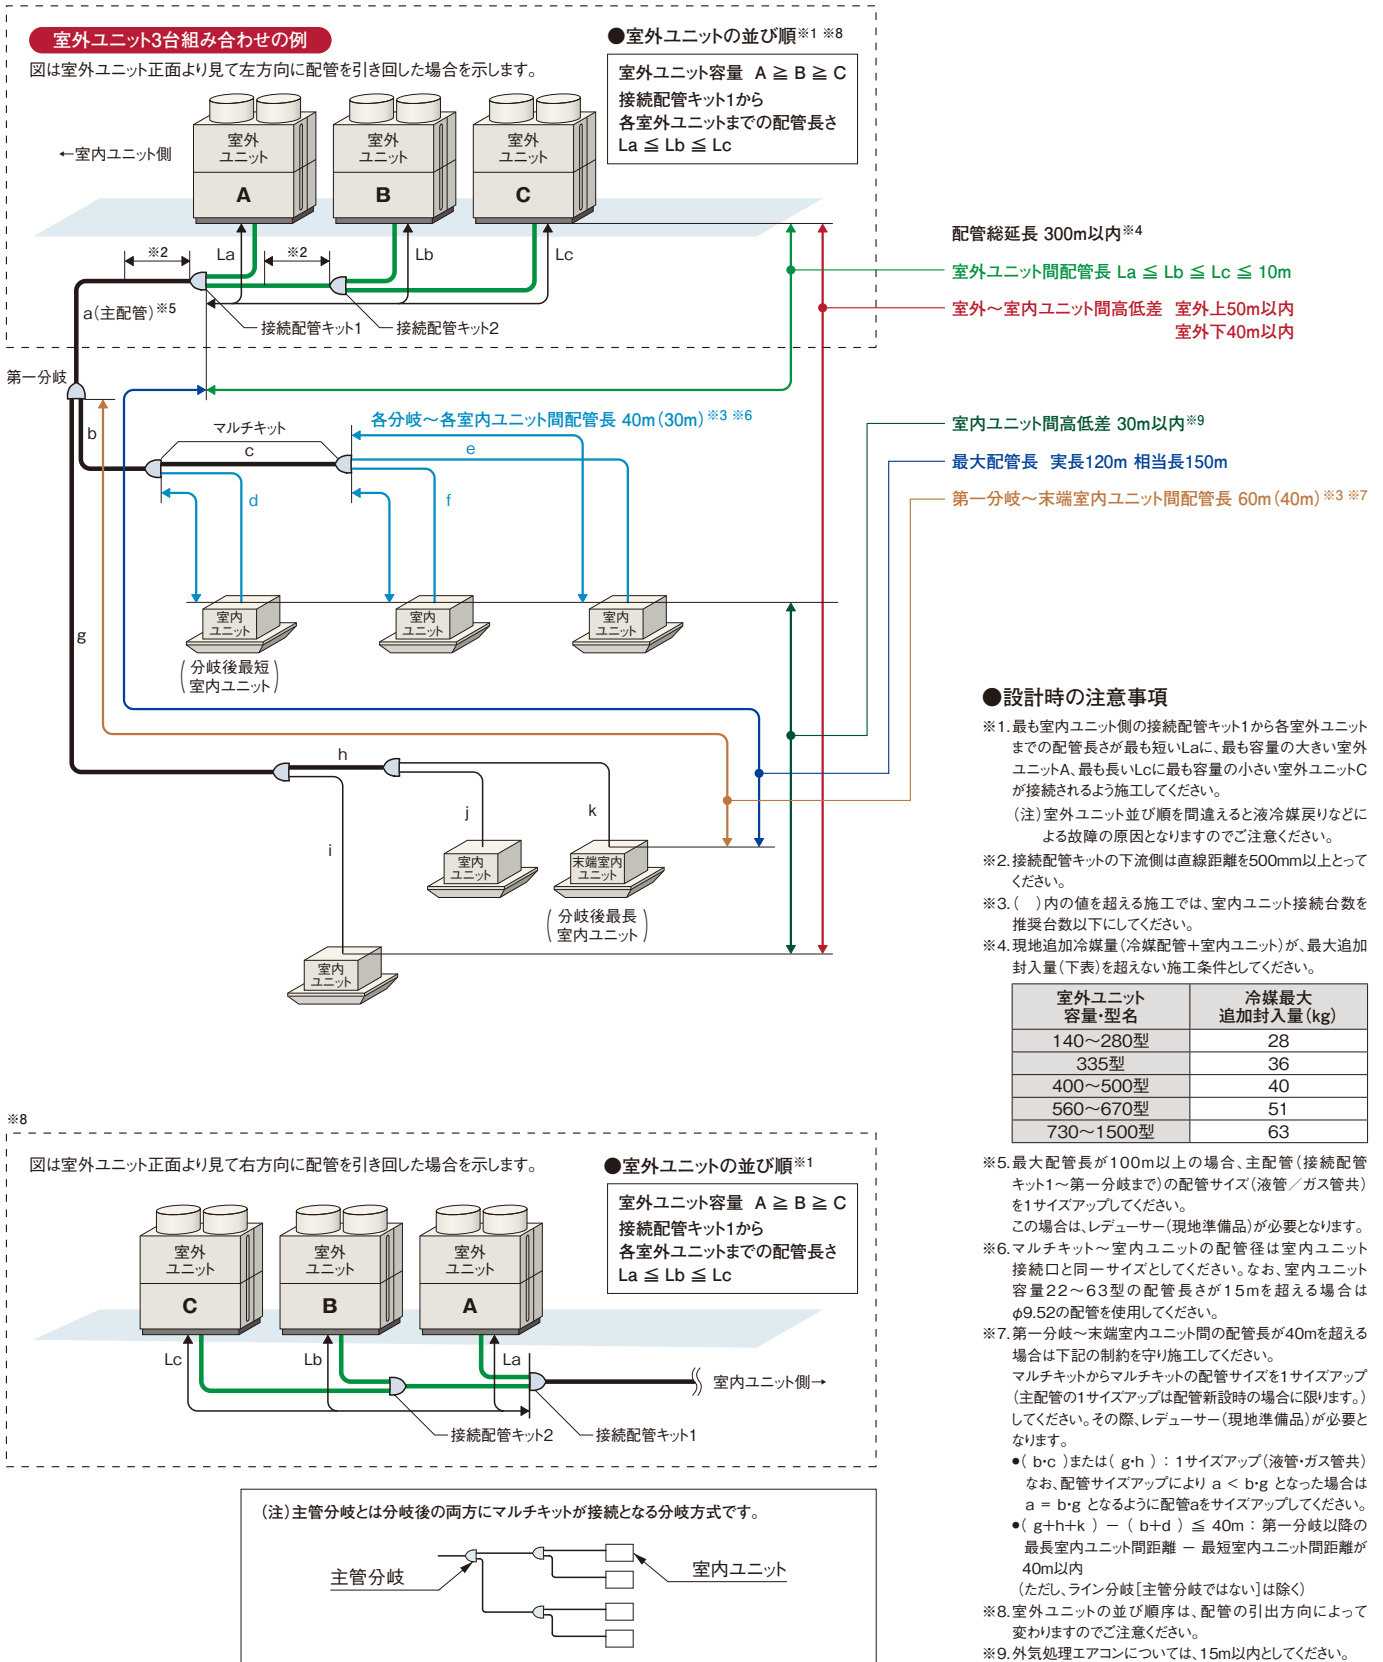 室外ユニット3台組み合わせの例
図は室外ユニット正面より見て左方向に配管を引き回した場合を示します。
●室外ユニットの並び順※1 ※8
室外ユニット容量 A ≧ B ≧ C
接続配管キット1から
各室外ユニットまでの配管長さ
La ≦ Lb ≦ Lc
←室内ユニット側
室外
ユニット
A
室外
ユニット
B
室外
ユニット
C
※2
La
※2
Lb
Lc
a(主配管)※5
接続配管キット1
接続配管キット2
配管総延長 300m以内※4
室外ユニット間配管長 La ≦ Lb ≦ Lc ≦ 10m
室外～室内ユニット間高低差 室外上50m以内
室外下40m以内
第一分岐
b
マルチキット
c
各分岐～各室内ユニット間配管長 40m(30m)※3 ※6
e
d
f
室内ユニット間高低差 30m以内※9
最大配管長 実長120m 相当長150m
第一分岐～末端室内ユニット間配管長 60m(40m)※3 ※7
室内
ユニット
室内
ユニット
室内
ユニット
g
(分岐後最短
室内ユニット)
h
j
k
i
室内
ユニット
末端室内
ユニット
(分岐後最長
室内ユニット)
室内
ユニット
●設計時の注意事項
※1.最も室内ユニット側の接続配管キット1から各室外ユニット
までの配管長さが最も短いLaに、最も容量の大きい室外
ユニットA、最も長いLcに最も容量の小さい室外ユニットC
が接続されるよう施工してください。
(注)室外ユニット並び順を間違えると液冷媒戻りなどに
よる故障の原因となりますのでご注意ください。
※2.接続配管キットの下流側は直線距離を500mm以上とって
ください。
※3.( )内の値を超える施工では、室内ユニット接続台数を
推奨台数以下にしてください。
※4.現地追加冷媒量(冷媒配管+室内ユニット)が、最大追加
封入量(下表)を超えない施工条件としてください。
室外ユニット
容量・型名
冷媒最大
追加封入量(kg)
140～280型 28
335型 36
400～500型 40
560～670型 51
730～1500型 63
※5.最大配管長が100m以上の場合、主配管(接続配管
キット1～第一分岐まで)の配管サイズ(液管／ガス管共)
を1サイズアップしてください。
この場合は、レデューサー(現地準備品)が必要となります。
※6.マルチキット～室内ユニットの配管径は室内ユニット
接続口と同一サイズとしてください。なお、室内ユニット
容量22～63型の配管長さが15mを超える場合は
φ9.52の配管を使用してください。
※7.第一分岐～末端室内ユニット間の配管長が40mを超える
場合は下記の制約を守り施工してください。
マルチキットからマルチキットの配管サイズを1サイズアップ
(主配管の1サイズアップは配管新設時の場合に限ります。)
してください。その際、レデューサー(現地準備品)が必要と
なります。
●( b・c )または( g・h ) : 1サイズアップ(液管・ガス管共)
なお、配管サイズアップにより a < b・g となった場合は
a = b・g となるように配管aをサイズアップしてください。
●( g+h+k ) － ( b+d ) ≦ 40m : 第一分岐以降の
最長室内ユニット間距離 － 最短室内ユニット間距離が
40m以内
(ただし、ライン分岐[主管分岐ではない]は除く)
※8.室外ユニットの並び順序は、配管の引出方向によって
変わりますのでご注意ください。
※9.外気処理エアコンについては、15m以内としてください。
※8
図は室外ユニット正面より見て右方向に配管を引き回した場合を示します。
●室外ユニットの並び順※1
室外ユニット容量 A ≧ B ≧ C
接続配管キット1から
各室外ユニットまでの配管長さ
La ≦ Lb ≦ Lc
室外
ユニット
C
室外
ユニット
B
室外
ユニット
A
Lc
Lb
La
室内ユニット側→
接続配管キット2
接続配管キット1
(注)主管分岐とは分岐後の両方にマルチキットが接続となる分岐方式です。
主管分岐
室内ユニット